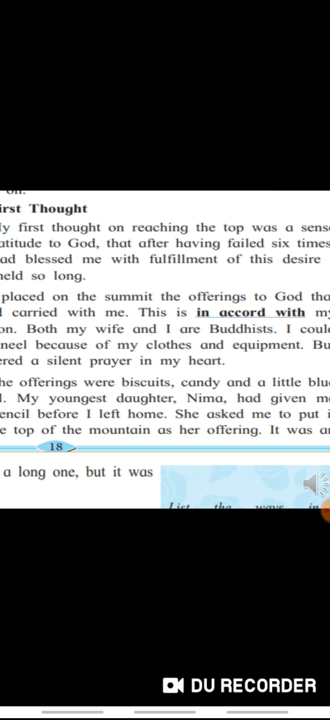 on.
irst Thought
y first thought on reaching the top was a sens
atitude to God, that after having failed six times
ad blessed me with fulfillment of this desire
held so long.
placed on the summit the offerings to God tha
carried with me. This is in accord with m
on. Both my wife and I are Buddhists. I coul
neel because of my clothes and equipment. Bu
ered a silent prayer in my heart.
he offerings were biscuits, candy and a little blu
l. My youngest daughter, Nima, had given m
encil before I left home. She asked me to put i
e top of the mountain as her offering. It was a
18
a long one, but it was
List the ways in
DU RECORDER